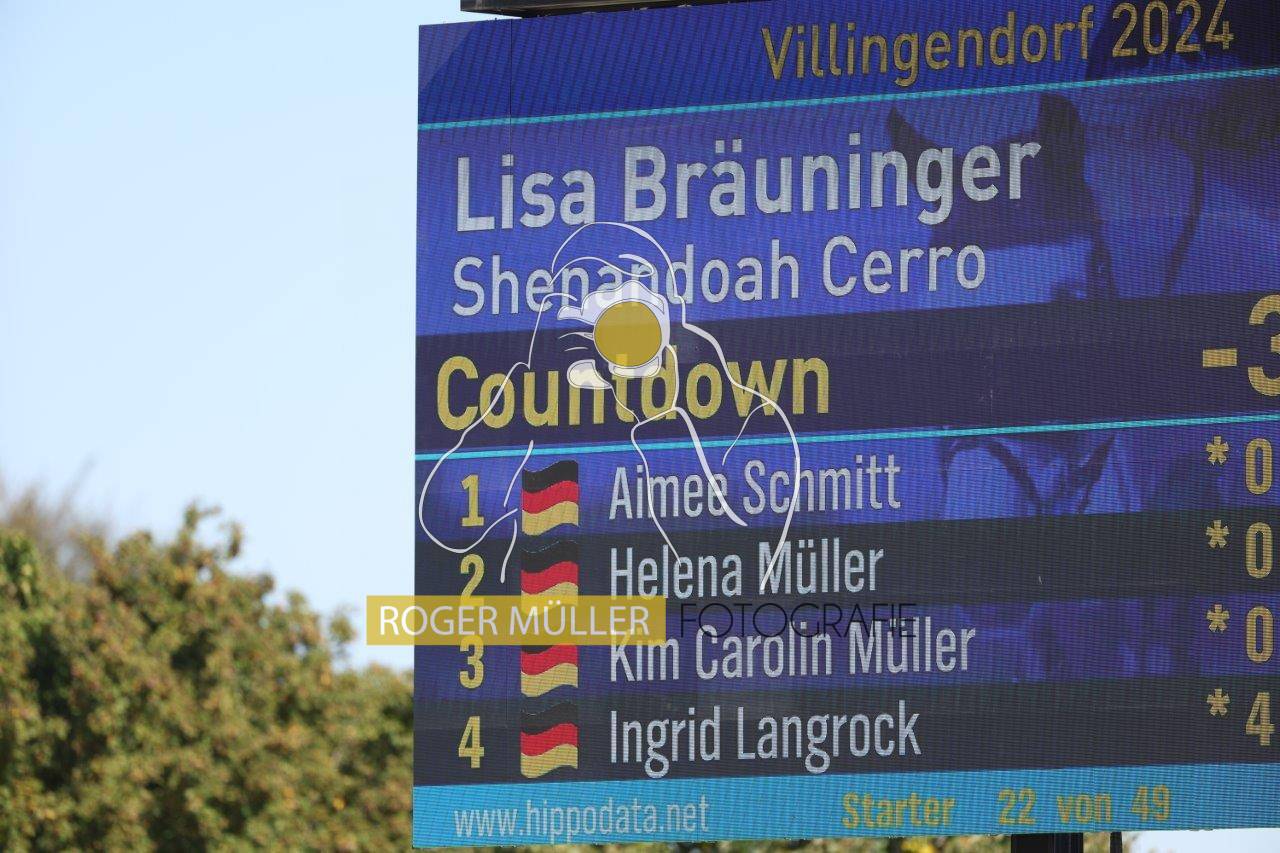 Villingendorf 2024
Lisa Bräuninger
Shenandoah Cerro
Countdown -3
1 Aimee Schmitt * 0
2 Helena Müller * 0
ROGER MÜLLER FOTOGRAFIE
3 Kim Carolin Müller * 0
4 Ingrid Langrock * 4
www.hippodata.net Starter 22 von 49